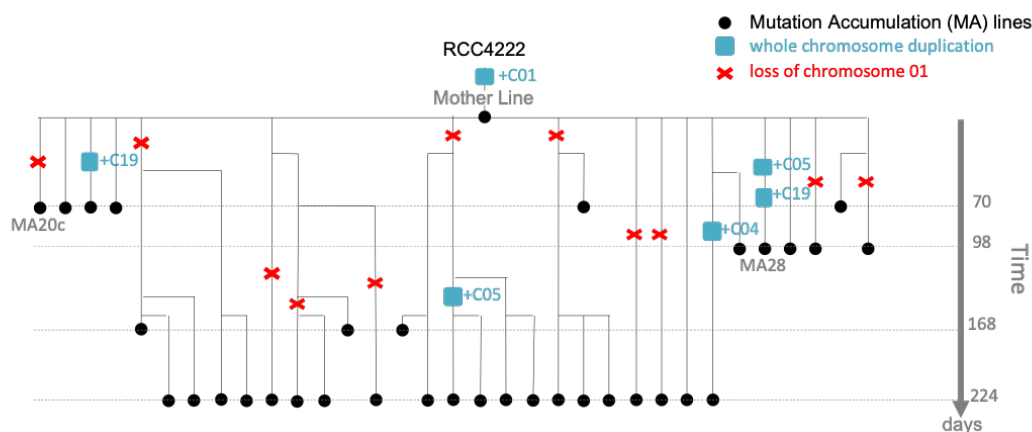 Mutation Accumulation (MA) lines
whole chromosome duplication
loss of chromosome 01
RCC4222
+C01
Mother Line
+C19
+C05
+C19
MA20c
70
+C04
98
MA28
Time
+C05
168
224
days